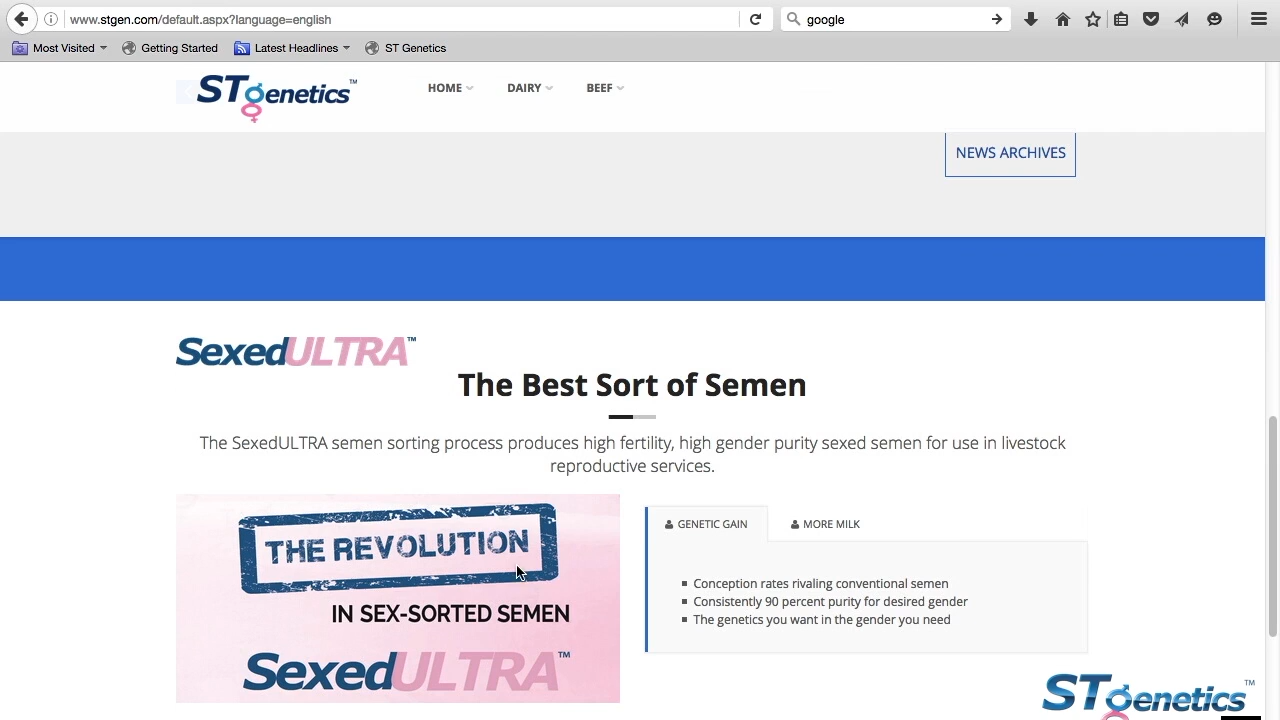 www.stgen.com/default.aspx?language=english
google
Most Visited
Getting Started
Latest Headlines
ST Genetics
STgenetics™
HOME
DAIRY
BEEF
NEWS ARCHIVES
SexedULTRA™
The Best Sort of Semen
The SexedULTRA semen sorting process produces high fertility, high gender purity sexed semen for use in livestock
reproductive services.
THE REVOLUTION
IN SEX-SORTED SEMEN
SexedULTRA™
GENETIC GAIN
MORE MILK
Conception rates rivaling conventional semen
Consistently 90 percent purity for desired gender
The genetics you want in the gender you need
STgenetics™